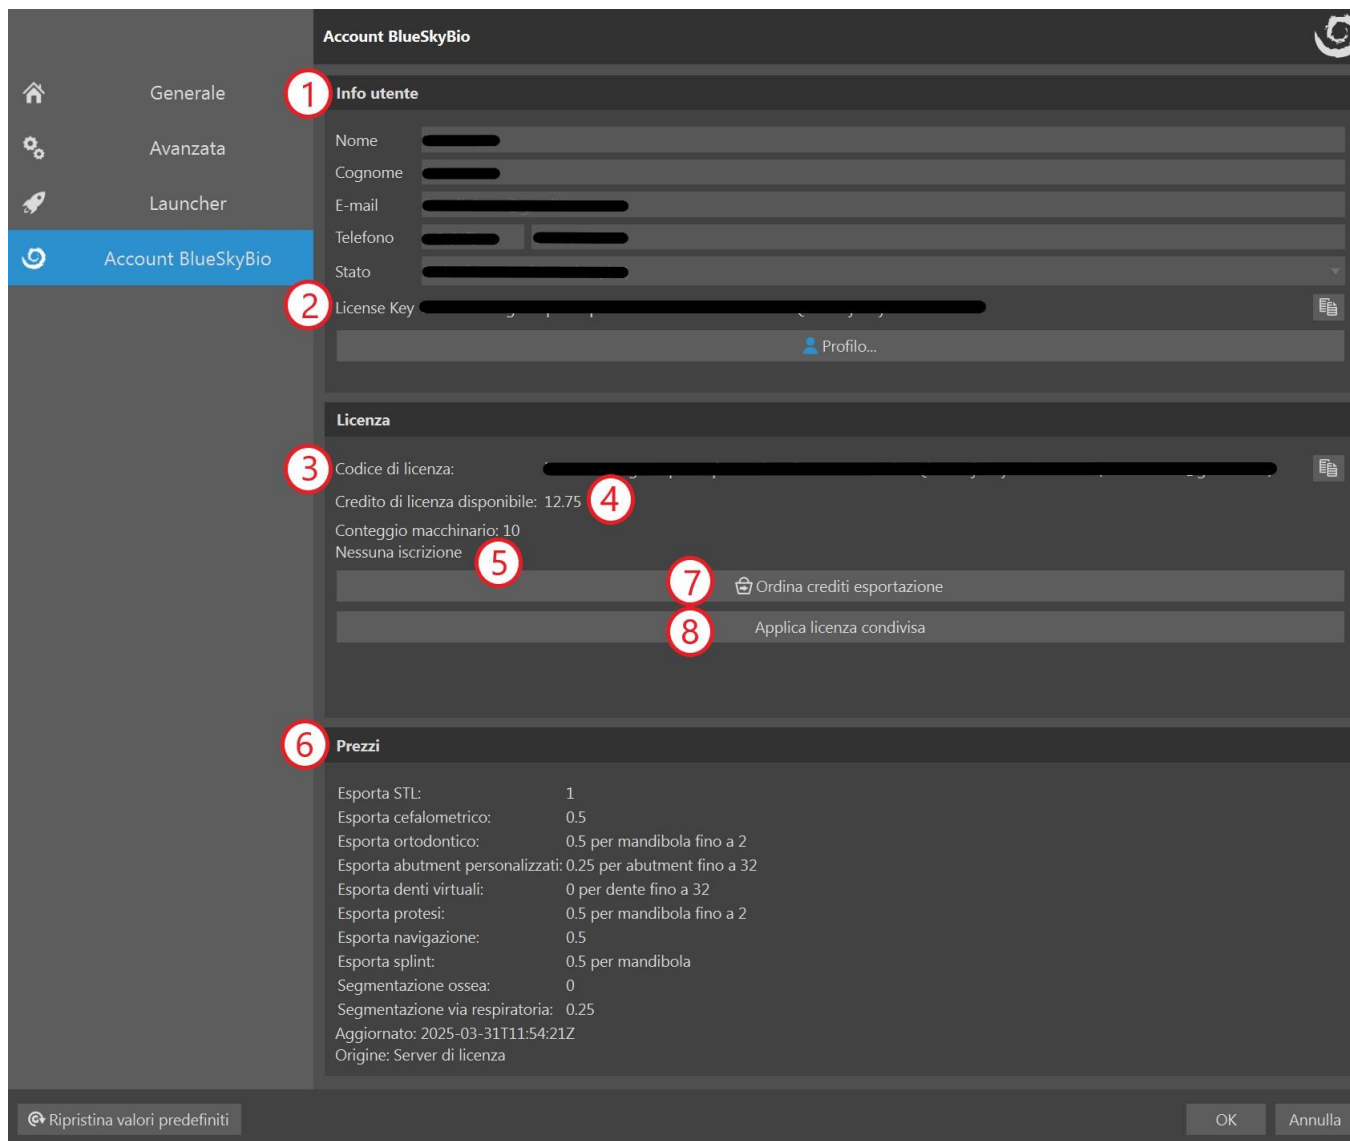 Account BlueSkyBio
Generale
Avanzata
Launcher
Account BlueSkyBio
1 Info utente
Nome
Cognome
E-mail
Telefono
Stato
2 License Key
Profilo...
Licenza
3 Codice di licenza:
Credito di licenza disponibile: 12.75 4
Conteggio macchinario: 10
Nessuna iscrizione 5
7 Ordina crediti esportazione
8 Applica licenza condivisa
6 Prezzi
Esporta STL: 1
Esporta cefalometrico: 0.5
Esporta ortodontico: 0.5 per mandibola fino a 2
Esporta abutment personalizzati: 0.25 per abutment fino a 32
Esporta denti virtuali: 0 per dente fino a 32
Esporta protesi: 0.5 per mandibola fino a 2
Esporta navigazione: 0.5
Esporta splint: 0.5 per mandibola
Segmentazione ossea: 0
Segmentazione via respiratoria: 0.25
Aggiornato: 2025-03-31T11:54:21Z
Origine: Server di licenza
Ripristina valori predefiniti
OK
Annulla